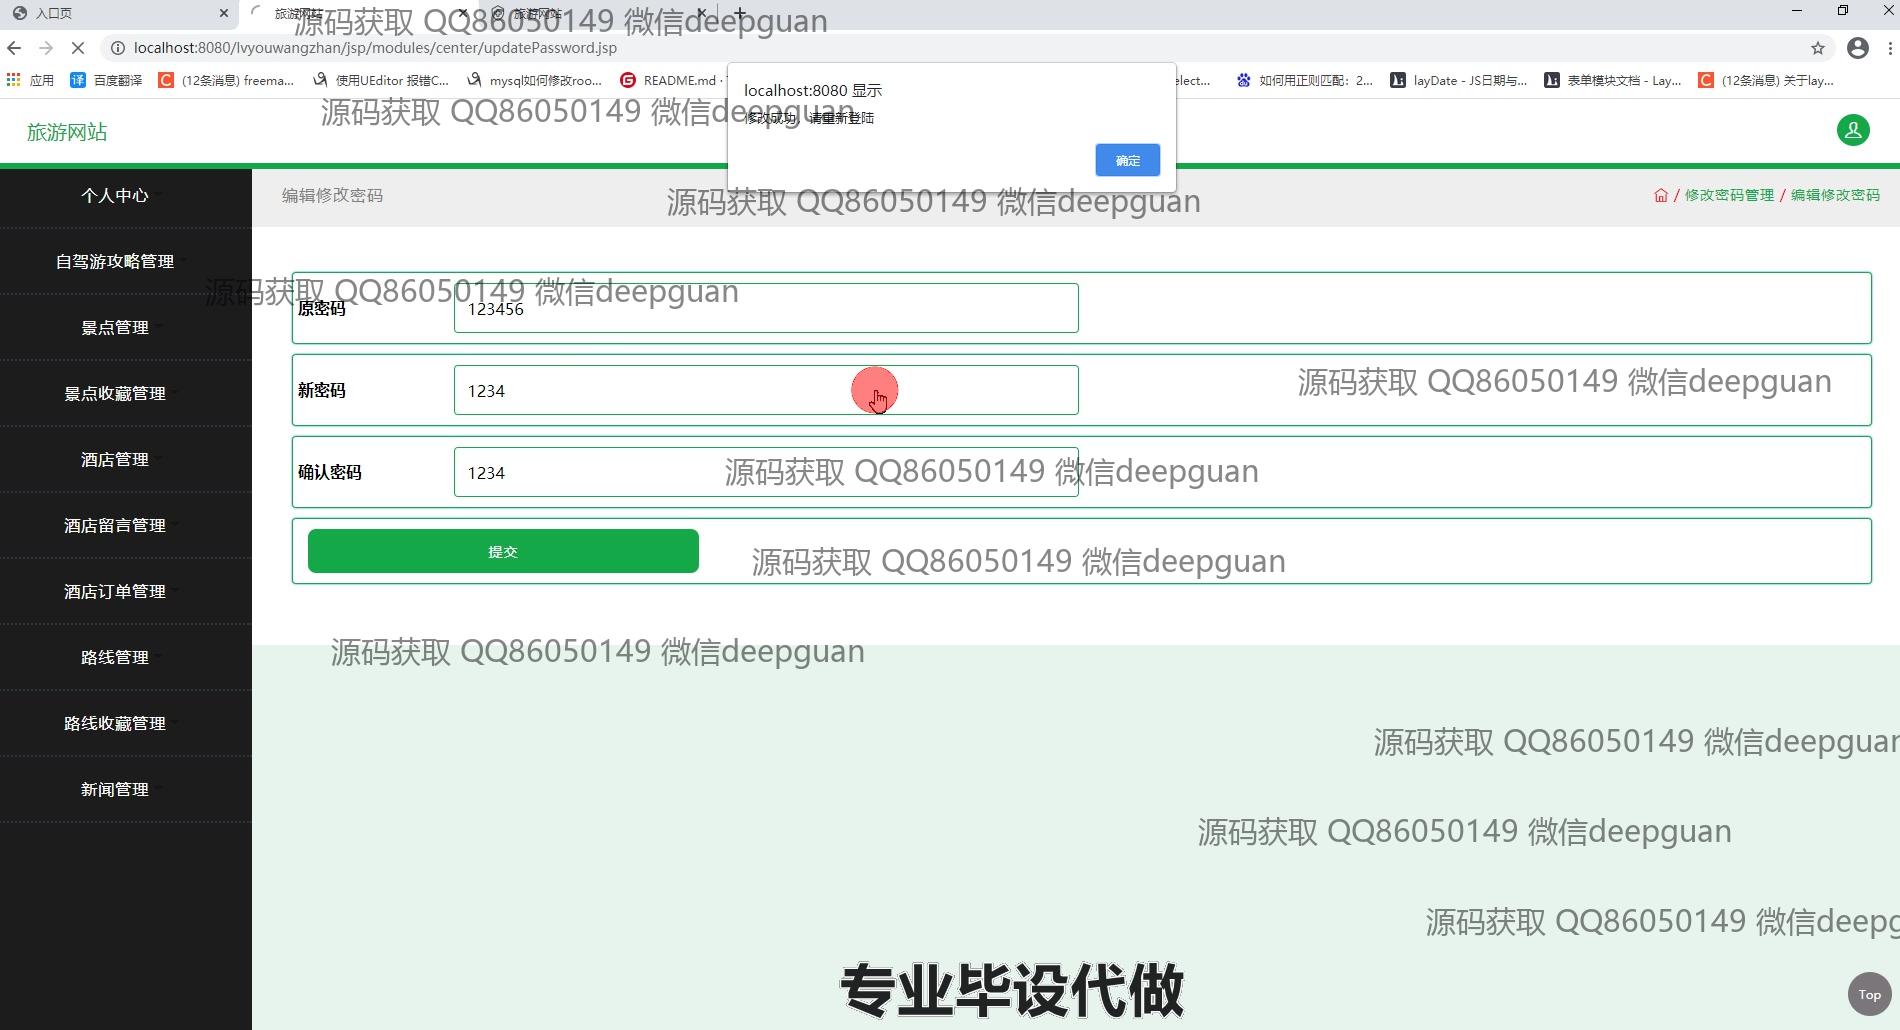 入口页
旅游网站
旅游网站
源码获取 QQ86050149 微信deepguan
localhost:8080/lvyouwangzhan/jsp/modules/center/updatePassword.jsp
应用
百度翻译
(12条消息) freema...
使用UEditor 报错C...
mysql如何修改roo...
README.md ·
elect...
如何用正则匹配：2...
layDate - JS日期与...
表单模块文档 - Lay...
(12条消息) 关于lay...
localhost:8080 显示
修改成功，请重新登陆
确定
源码获取 QQ86050149 微信deepguan
旅游网站
个人中心
编辑修改密码
源码获取 QQ86050149 微信deepguan
/ 修改密码管理 / 编辑修改密码
自驾游攻略管理
源码获取 QQ86050149 微信deepguan
原密码
123456
景点管理
新密码
1234
源码获取 QQ86050149 微信deepguan
景点收藏管理
酒店管理
确认密码
1234
源码获取 QQ86050149 微信deepguan
酒店留言管理
提交
源码获取 QQ86050149 微信deepguan
酒店订单管理
路线管理
源码获取 QQ86050149 微信deepguan
路线收藏管理
源码获取 QQ86050149 微信deepguan
新闻管理
源码获取 QQ86050149 微信deepguan
源码获取 QQ86050149 微信deepg
专业毕设代做
Top